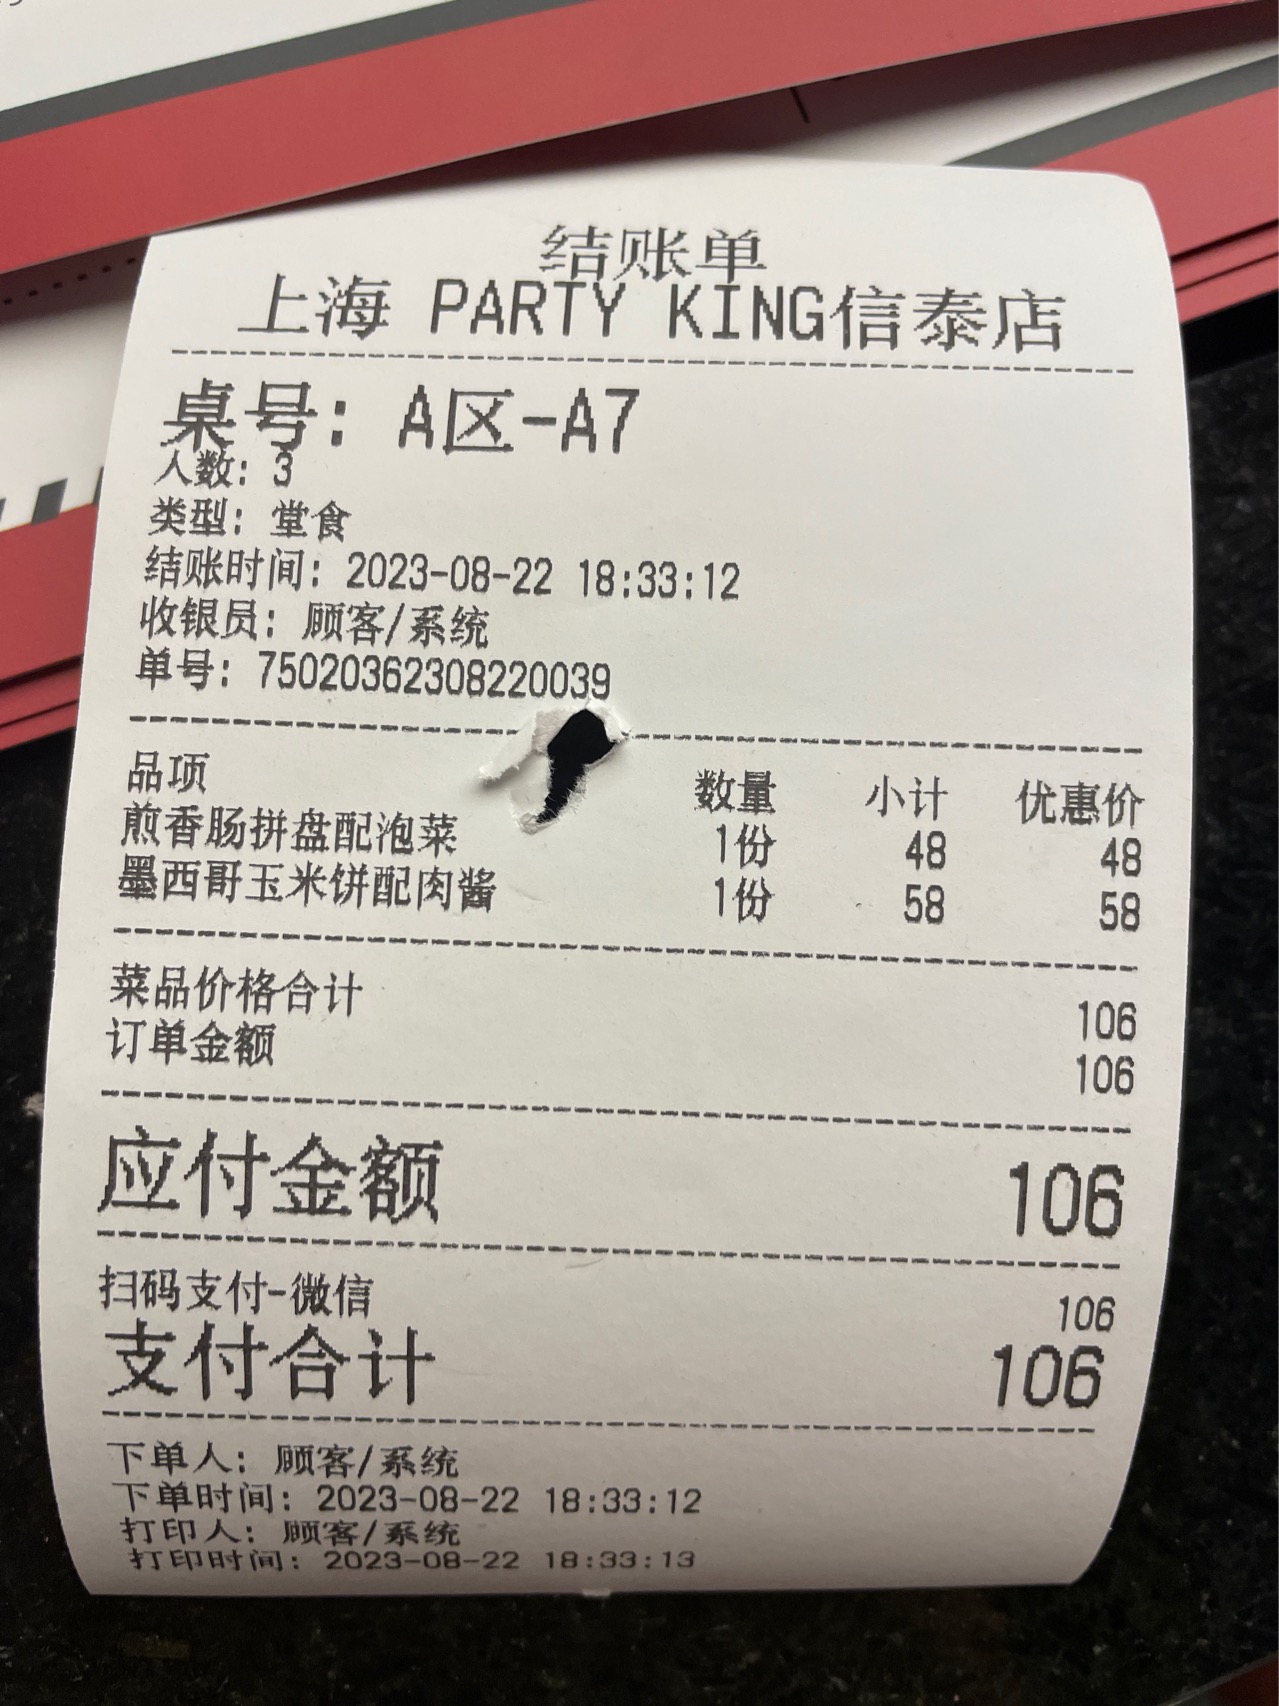 结账单
上海 PARTY KING信泰店
桌号: A区-A7
人数: 3
类型: 堂食
结账时间: 2023-08-22 18:33:12
收银员: 顾客/系统
单号: 75020362308220039
品项 数量 小计 优惠价
煎香肠拼盘配泡菜 1份 48 48
墨西哥玉米饼配肉酱 1份 58 58
菜品价格合计 106
订单金额 106
应付金额 106
扫码支付-微信 106
支付合计 106
下单人: 顾客/系统
下单时间: 2023-08-22 18:33:12
打印人: 顾客/系统
打印时间: 2023-08-22 18:33:13